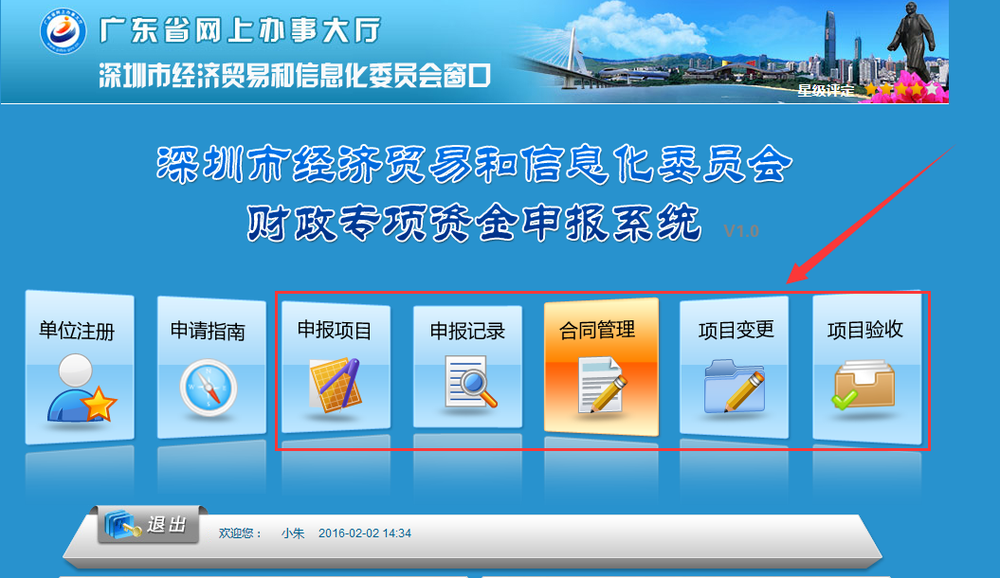 广东省网上办事大厅
深圳市经济贸易和信息化委员会窗口
星级评定
深圳市经济贸易和信息化委员会
财政专项资金申报系统 V1.0
单位注册 申请指南 申报项目 申报记录 合同管理 项目变更 项目验收
退出 欢迎您： 小朱 2016-02-02 14:34